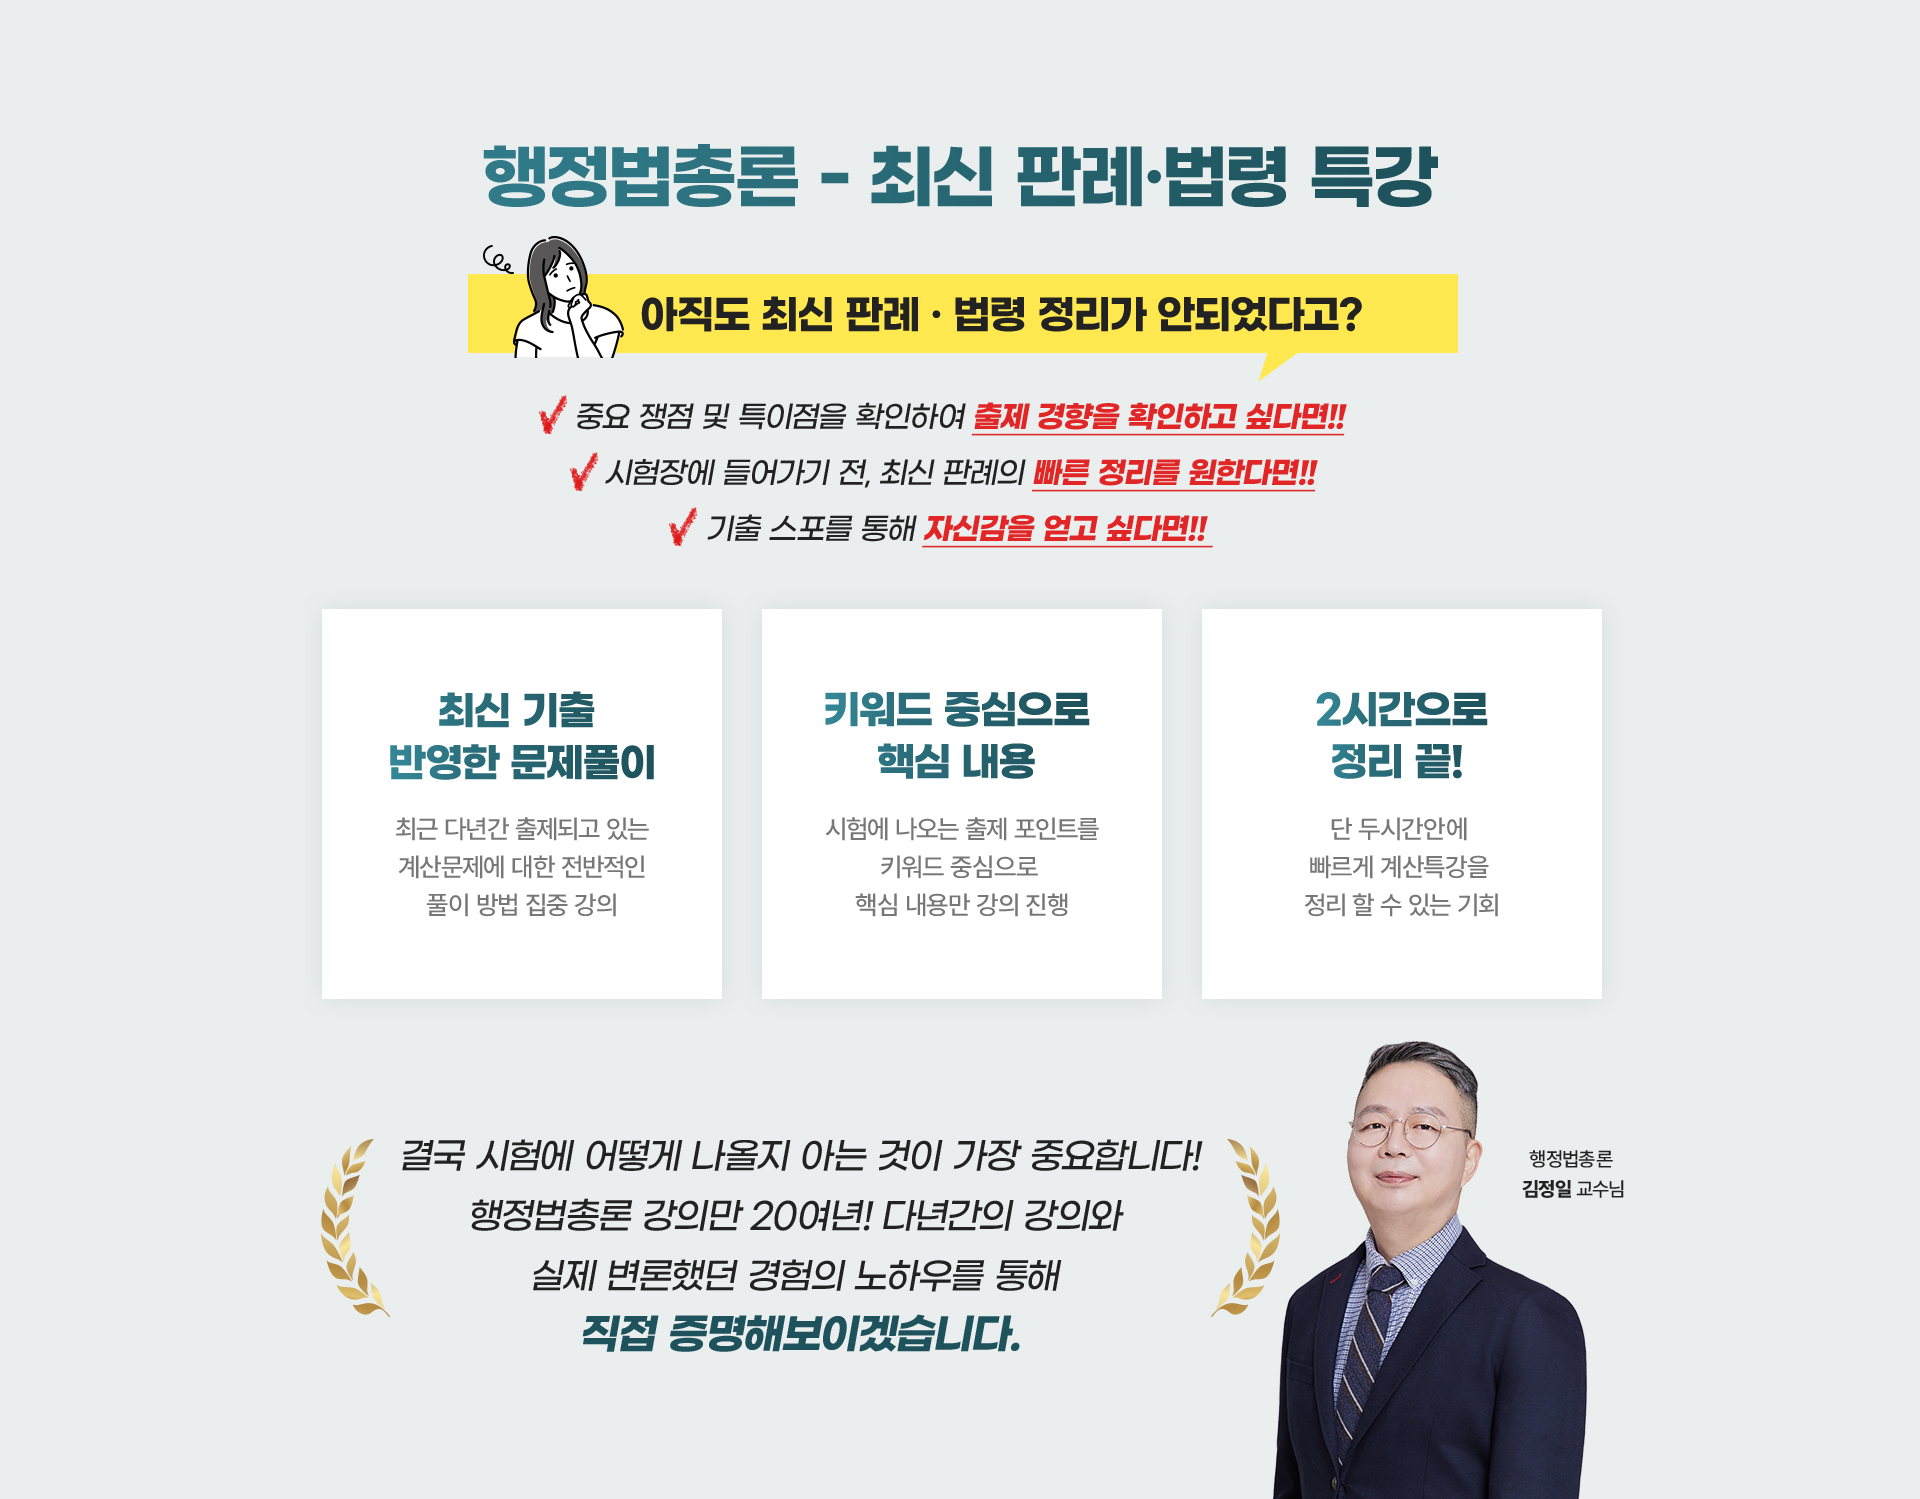 행정법총론 - 최신 판례·법령 특강
아직도 최신 판례 · 법령 정리가 안되었다고?
중요 쟁점 및 특이점을 확인하여 출제 경향을 확인하고 싶다면!!
시험장에 들어가기 전, 최신 판례의 빠른 정리를 원한다면!!
기출 스포를 통해 자신감을 얻고 싶다면!!
최신 기출
반영한 문제풀이
최근 다년간 출제되고 있는
계산문제에 대한 전반적인
풀이 방법 집중 강의
키워드 중심으로
핵심 내용
시험에 나오는 출제 포인트를
키워드 중심으로
핵심 내용만 강의 진행
2시간으로
정리 끝!
단 두시간안에
빠르게 계산특강을
정리 할 수 있는 기회
결국 시험에 어떻게 나올지 아는 것이 가장 중요합니다!
행정법총론 강의만 20여년! 다년간의 강의와
실제 변론했던 경험의 노하우를 통해
직접 증명해보이겠습니다.
행정법총론
김정일 교수님